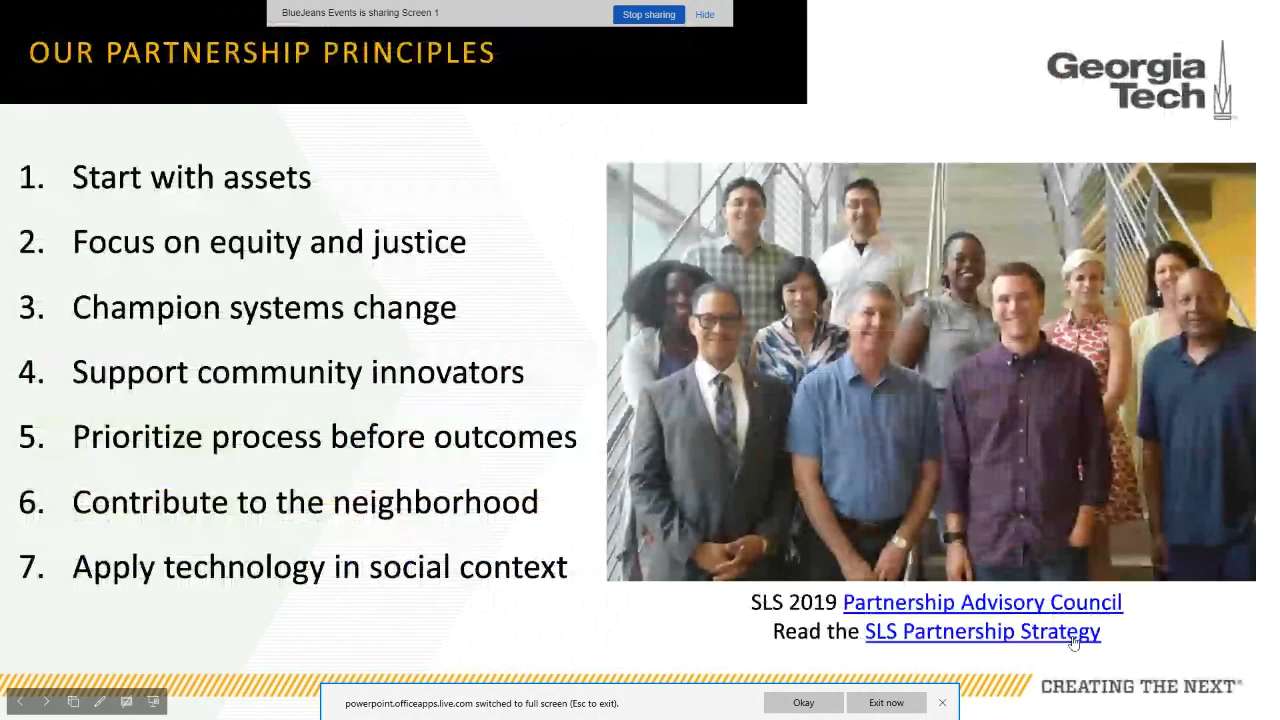 BlueJeans Events is sharing Screen 1
Stop sharing
Hide
OUR PARTNERSHIP PRINCIPLES
Georgia
Tech
1. Start with assets
2. Focus on equity and justice
3. Champion systems change
4. Support community innovators
5. Prioritize process before outcomes
6. Contribute to the neighborhood
7. Apply technology in social context
SLS 2019 Partnership Advisory Council
Read the SLS Partnership Strategy
CREATING THE NEXT®
powerpoint.officeapps.live.com switched to full screen (Esc to exit).
Okay
Exit now